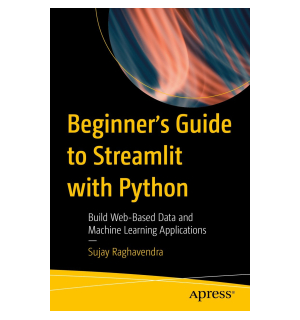 Beginner's Guide
to Streamlit
with Python
Build Web-Based Data and
Machine Learning Applications
—
Sujay Raghavendra
Apress®